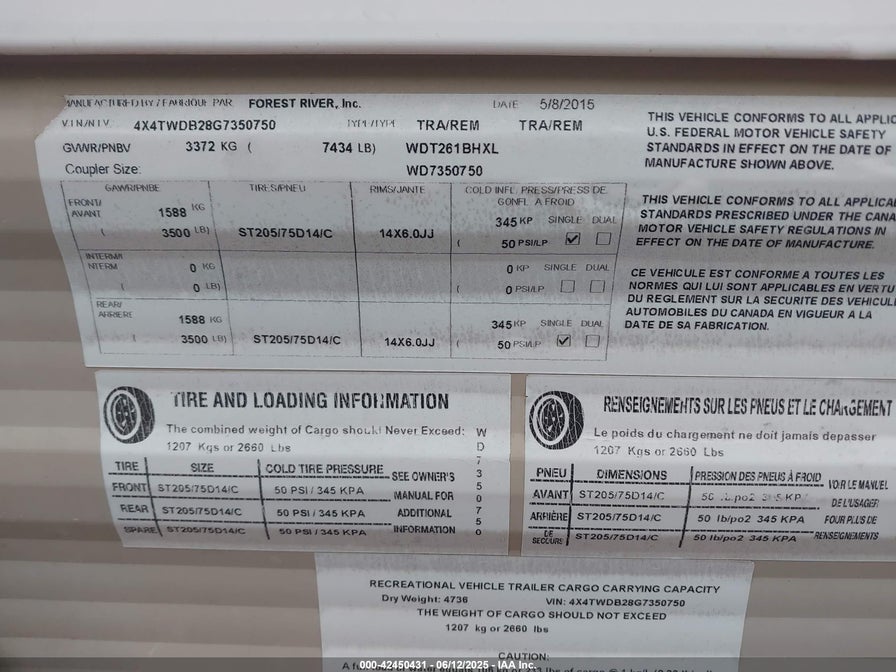 MANUFACTURED BY / FABRIQUE PAR FOREST RIVER, Inc. DATE 5/8/2015
VIN/NIV 4X4TWDB28G7350750 TYPE/TYPE TRA/REM TRA/REM
GVWR/PNBV 3372 KG ( 7434 LB) WDT261BHXL
Coupler Size: WD7350750
GAWR/PNBE TIRES/PNEU RIMS/JANTE COLD INFL. PRESS/PRESS DE GONFL A FROID
FRONT/ AVANT 1588 KG 345 KP SINGLE DUAL
( 3500 LB) ST205/75D14/C 14X6.0JJ ( 50 PSI/LP
INTERM/ INTERM 0 KG 0 KP SINGLE DUAL
( 0 LB) ( 0 PSI/LP
REAR/ ARRIERE 1588 KG 345 KP SINGLE DUAL
( 3500 LB) ST205/75D14/C 14X6.0JJ ( 50 PSI/LP
THIS VEHICLE CONFORMS TO ALL APPLIC
U.S. FEDERAL MOTOR VEHICLE SAFETY
STANDARDS IN EFFECT ON THE DATE OF
MANUFACTURE SHOWN ABOVE.
THIS VEHICLE CONFORMS TO ALL APPLICA
STANDARDS PRESCRIBED UNDER THE CANA
MOTOR VEHICLE SAFETY REGULATIONS IN
EFFECT ON THE DATE OF MANUFACTURE.
CE VEHICULE EST CONFORME A TOUTES LES
NORMES QUI LUI SONT APPLICABLES EN VERTU
DU REGLEMENT SUR LA SECURITE DES VEHICUL
AUTOMOBILES DU CANADA EN VIGUEUR A LA
DATE DE SA FABRICATION.
TIRE AND LOADING INFORMATION
The combined weight of Cargo should Never Exceed:
1207 Kgs or 2660 Lbs
TIRE SIZE COLD TIRE PRESSURE SEE OWNER'S
FRONT ST205/75D14/C 50 PSI / 345 KPA MANUAL FOR
REAR ST205/75D14/C 50 PSI / 345 KPA ADDITIONAL
SPARE ST205/75D14/C 50 PSI / 345 KPA INFORMATION
WD7350750
RENSEIGNEMENTS SUR LES PNEUS ET LE CHARGEMENT
Le poids du chargement ne doit jamais depasser
1207 Kgs or 2660 Lbs
PNEU DIMENSIONS PRESSION DES PNEUS À FROID VOIR LE MANUEL
AVANT ST205/75D14/C 50 lb/po2 345 KP DE L'USAGER
ARRIÈRE ST205/75D14/C 50 lb/po2 345 KPA POUR PLUS DE
DE SECOURS ST205/75D14/C 50 lb/po2 345 KPA RENSEIGNEMENTS
RECREATIONAL VEHICLE TRAILER CARGO CARRYING CAPACITY
Dry Weight: 4736 VIN: 4X4TWDB28G7350750
THE WEIGHT OF CARGO SHOULD NOT EXCEED
1207 kg or 2660 lbs
CAUTION:
000-42450431 - 06/12/2025 - IAA Inc.